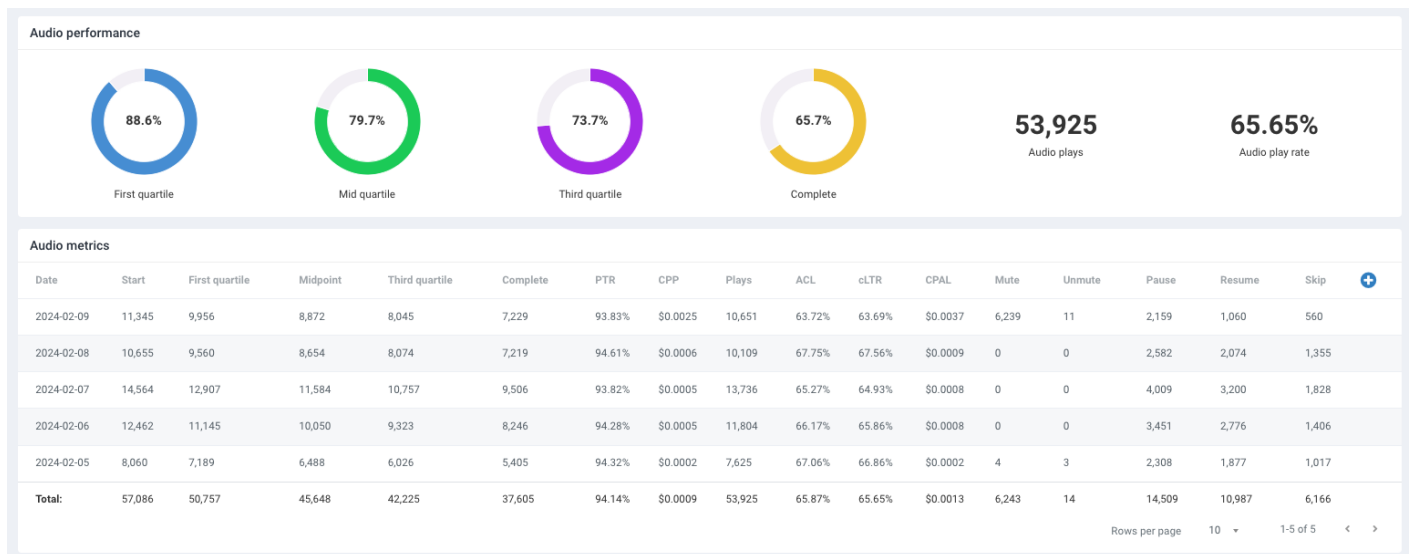 Audio performance
88.6% 79.7% 73.7% 65.7% 53,925 65.65%
Audio plays Audio play rate
First quartile Mid quartile Third quartile Complete
Audio metrics
Date Start First quartile Midpoint Third quartile Complete PTR CPP Plays ACL cLTR CPAL Mute Unmute Pause Resume Skip
2024-02-09 11,345 9,956 8,872 8,045 7,229 93.83% $0.0025 10,651 63.72% 63.69% $0.0037 6,239 11 2,159 1,060 560
2024-02-08 10,655 9,560 8,654 8,074 7,219 94.61% $0.0006 10,109 67.75% 67.56% $0.0009 0 0 2,582 2,074 1,355
2024-02-07 14,564 12,907 11,584 10,757 9,506 93.82% $0.0005 13,736 65.27% 64.93% $0.0008 0 0 4,009 3,200 1,828
2024-02-06 12,462 11,145 10,050 9,323 8,246 94.28% $0.0005 11,804 66.17% 65.86% $0.0008 0 0 3,451 2,776 1,406
2024-02-05 8,060 7,189 6,488 6,026 5,405 94.32% $0.0002 7,625 67.06% 66.86% $0.0002 4 3 2,308 1,877 1,017
Total: 57,086 50,757 45,648 42,225 37,605 94.14% $0.0009 53,925 65.87% 65.65% $0.0013 6,243 14 14,509 10,987 6,166
Rows per page 10 1-5 of 5